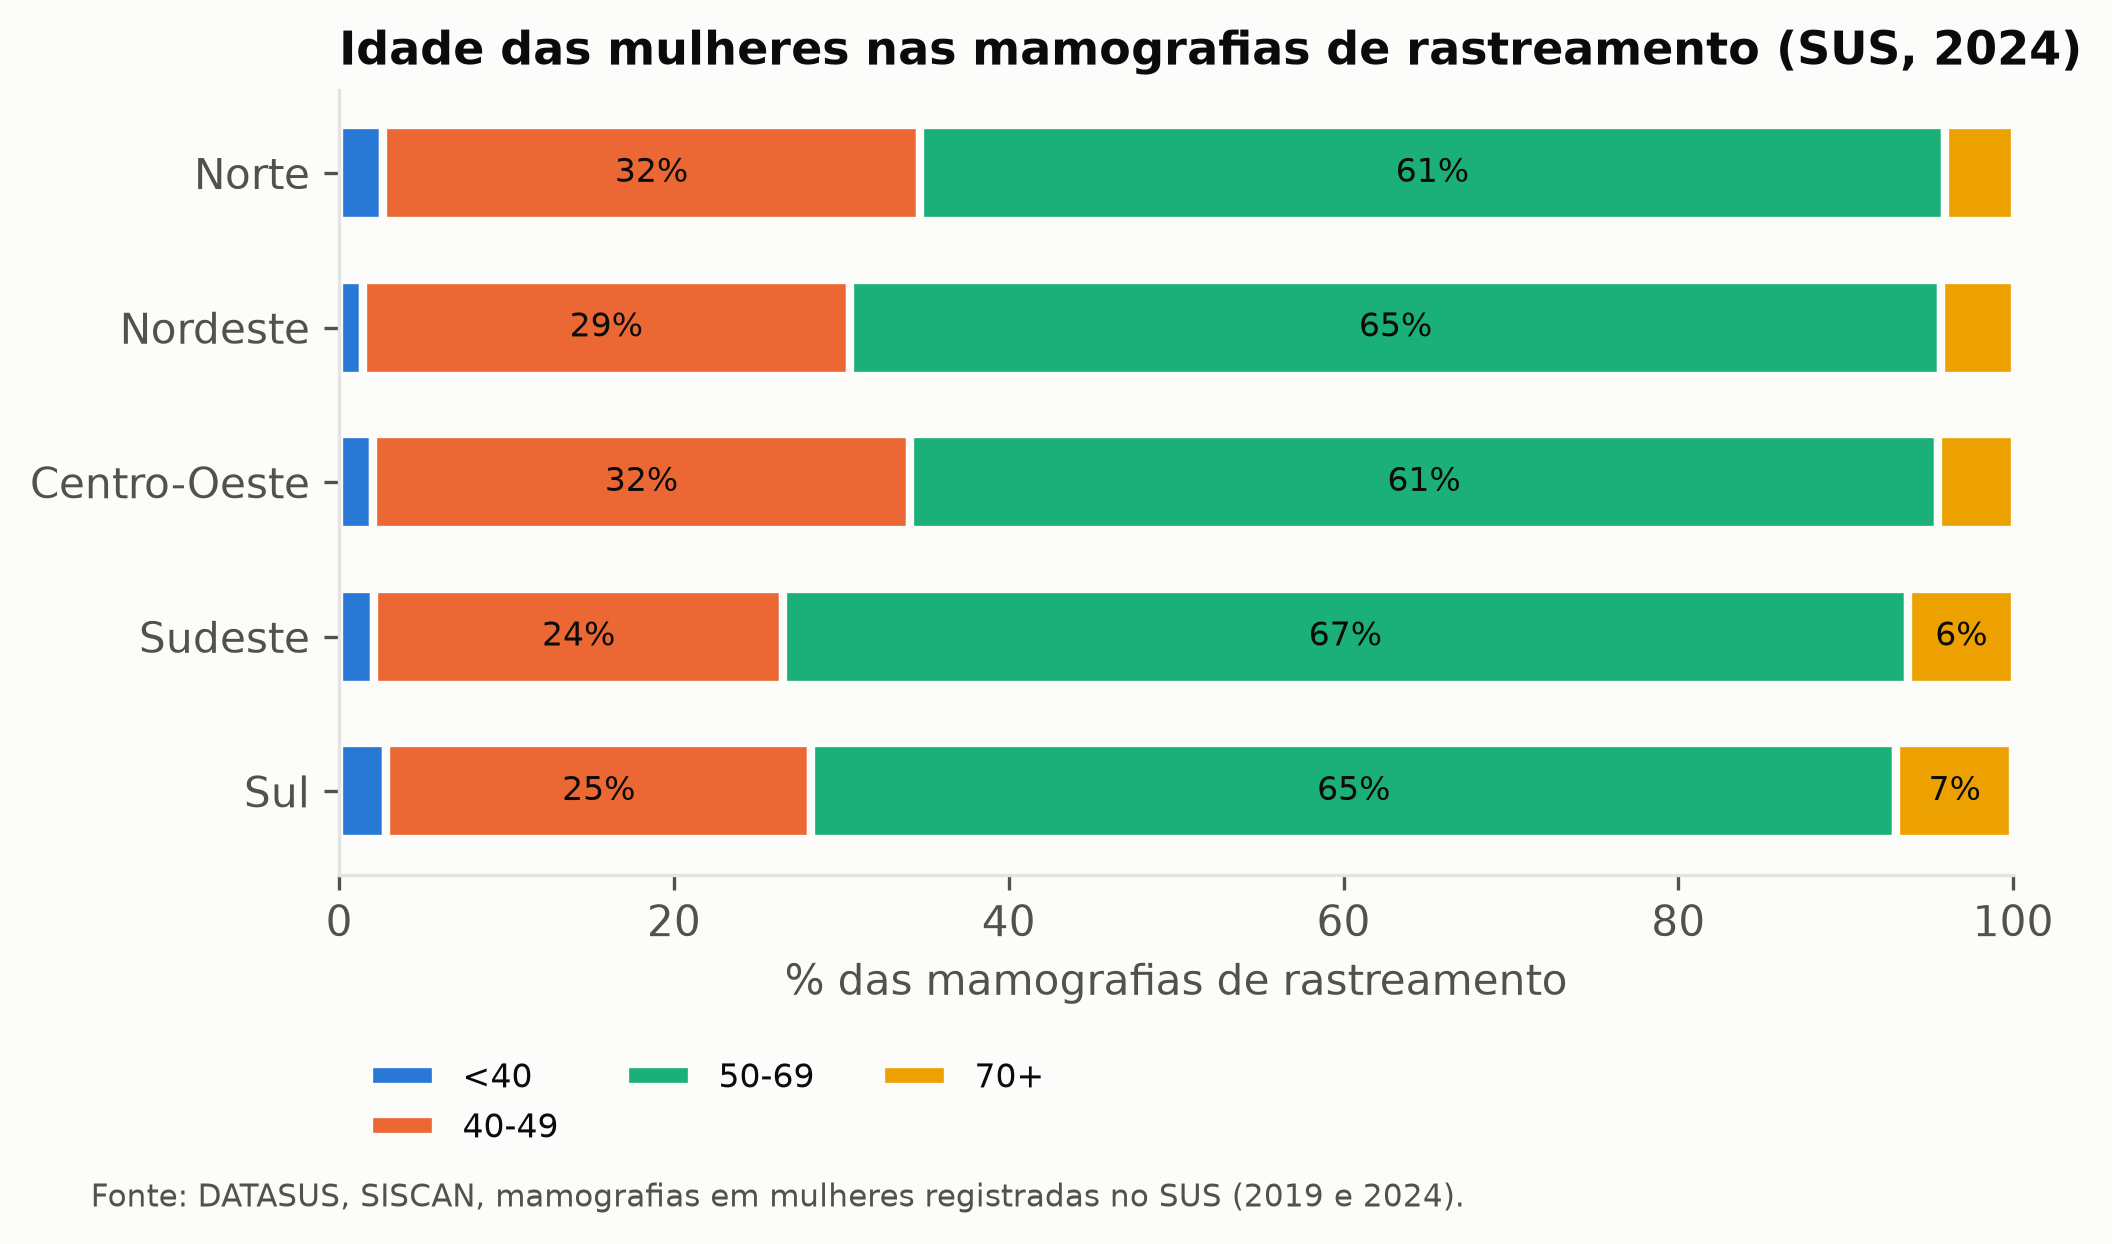 Idade das mulheres nas mamografias de rastreamento (SUS, 2024)
Norte 32% 61%
Nordeste 29% 65%
Centro-Oeste 32% 61%
Sudeste 24% 67% 6%
Sul 25% 65% 7%
0 20 40 60 80 100
% das mamografias de rastreamento
<40 50-69 70+
40-49
Fonte: DATASUS, SISCAN, mamografias em mulheres registradas no SUS (2019 e 2024).